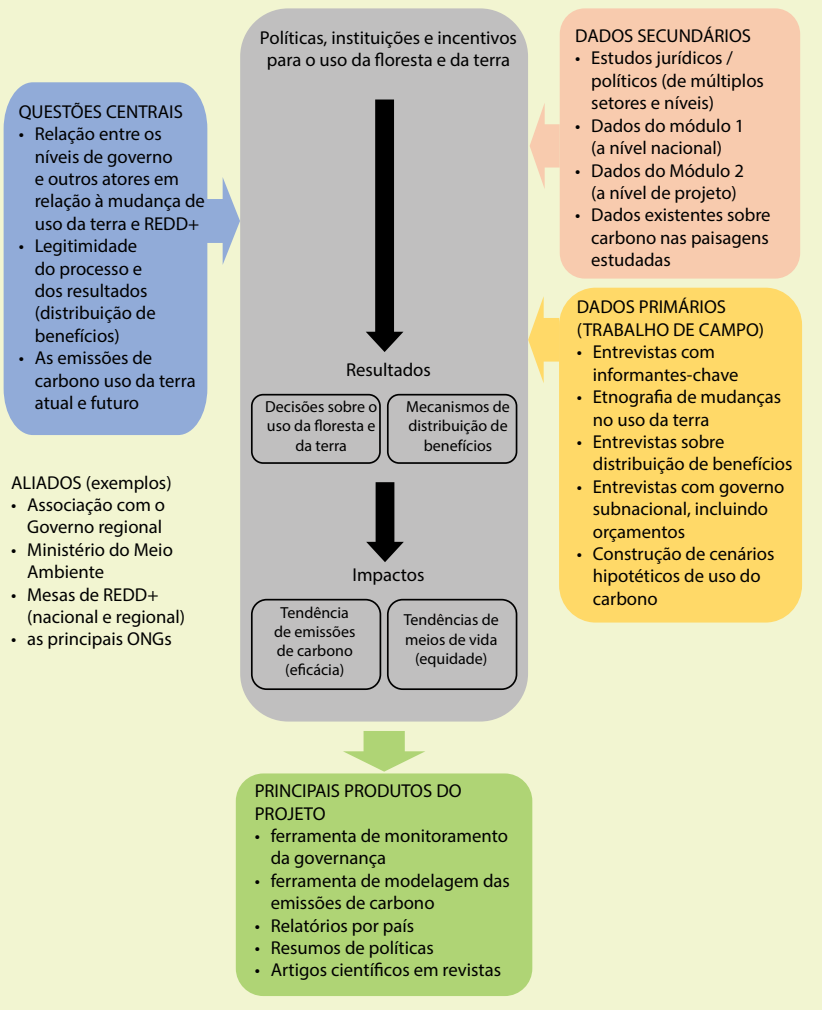 Políticas, instituições e incentivos
para o uso da floresta e da terra
Resultados
Decisões sobre o
uso da floresta e
da terra
Mecanismos de
distribuição de
benefícios
Impactos
Tendência
de emissões
de carbono
(eficácia)
Tendências de
meios de vida
(equidade)
QUESTÕES CENTRAIS
• Relação entre os
níveis de governo
e outros atores em
relação à mudança de
uso da terra e REDD+
• Legitimidade
do processo e
dos resultados
(distribuição de
benefícios)
• As emissões de
carbono uso da terra
atual e futuro
ALIADOS (exemplos)
• Associação com o
Governo regional
• Ministério do Meio
Ambiente
• Mesas de REDD+
(nacional e regional)
• as principais ONGs
DADOS SECUNDÁRIOS
• Estudos jurídicos /
políticos (de múltiplos
setores e níveis)
• Dados do módulo 1
(a nível nacional)
• Dados do Módulo 2
(a nível de projeto)
• Dados existentes sobre
carbono nas paisagens
estudadas
DADOS PRIMÁRIOS
(TRABALHO DE CAMPO)
• Entrevistas com
informantes-chave
• Etnografia de mudanças
no uso da terra
• Entrevistas sobre
distribuição de benefícios
• Entrevistas com governo
subnacional, incluindo
orçamentos
• Construção de cenários
hipotéticos de uso do
carbono
PRINCIPAIS PRODUTOS DO
PROJETO
• ferramenta de monitoramento
da governança
• ferramenta de modelagem das
emissões de carbono
• Relatórios por país
• Resumos de políticas
• Artigos científicos em revistas